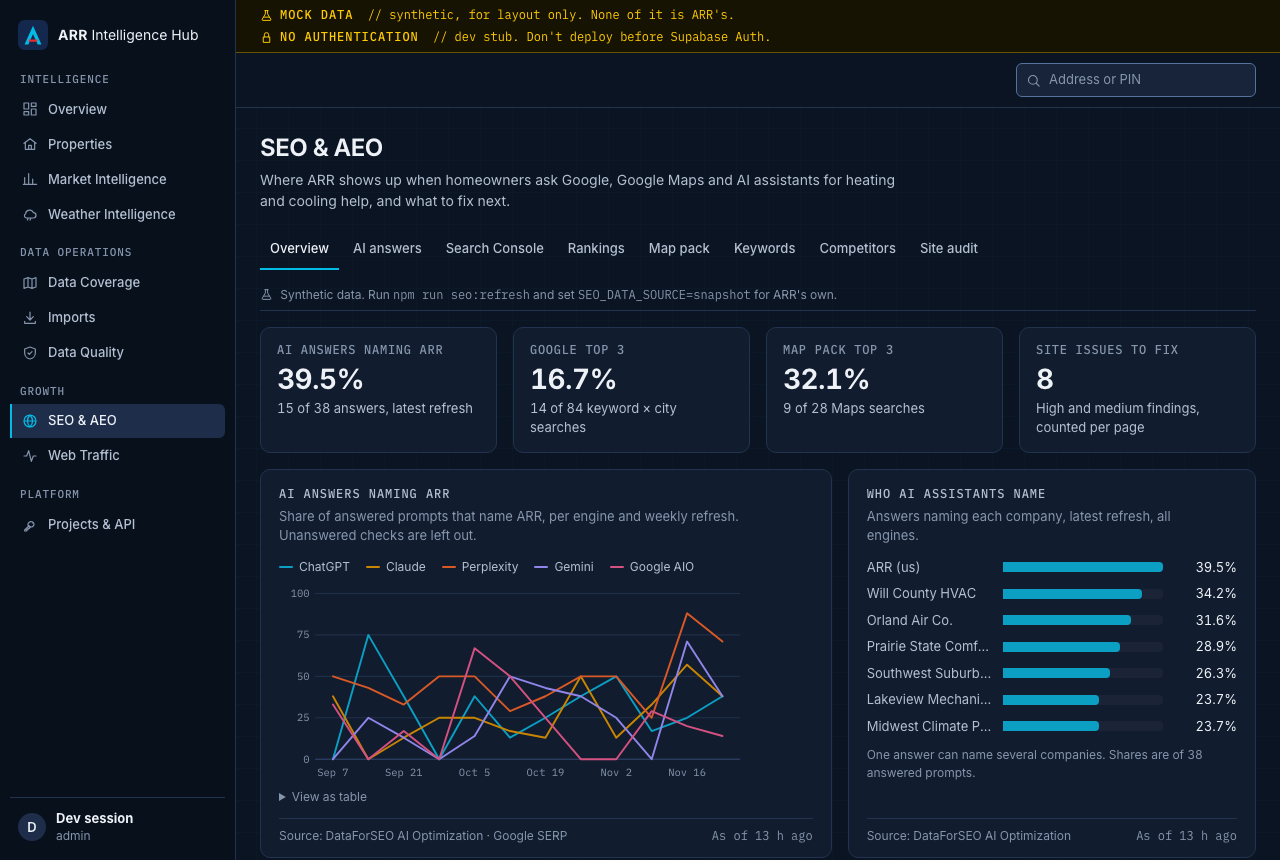 ARR Intelligence Hub
INTELLIGENCE
Overview
Properties
Market Intelligence
Weather Intelligence
DATA OPERATIONS
Data Coverage
Imports
Data Quality
GROWTH
SEO & AEO
Web Traffic
PLATFORM
Projects & API
D
Dev session
admin
MOCK DATA // synthetic, for layout only. None of it is ARR's.
NO AUTHENTICATION // dev stub. Don't deploy before Supabase Auth.
Address or PIN
SEO & AEO
Where ARR shows up when homeowners ask Google, Google Maps and AI assistants for heating
and cooling help, and what to fix next.
Overview AI answers Search Console Rankings Map pack Keywords Competitors Site audit
Synthetic data. Run npm run seo:refresh and set SEO_DATA_SOURCE=snapshot for ARR's own.
AI ANSWERS NAMING ARR
39.5%
15 of 38 answers, latest refresh
GOOGLE TOP 3
16.7%
14 of 84 keyword × city
searches
MAP PACK TOP 3
32.1%
9 of 28 Maps searches
SITE ISSUES TO FIX
8
High and medium findings,
counted per page
AI ANSWERS NAMING ARR
Share of answered prompts that name ARR, per engine and weekly refresh.
Unanswered checks are left out.
ChatGPT Claude Perplexity Gemini Google AIO
100
75
50
25
0
Sep 7 Sep 21 Oct 5 Oct 19 Nov 2 Nov 16
View as table
Source: DataForSEO AI Optimization · Google SERP As of 13 h ago
WHO AI ASSISTANTS NAME
Answers naming each company, latest refresh, all
engines.
ARR (us) 39.5%
Will County HVAC 34.2%
Orland Air Co. 31.6%
Prairie State Comf... 28.9%
Southwest Suburb... 26.3%
Lakeview Mechani... 23.7%
Midwest Climate P... 23.7%
One answer can name several companies. Shares are of 38
answered prompts.
Source: DataForSEO AI Optimization As of 13 h ago